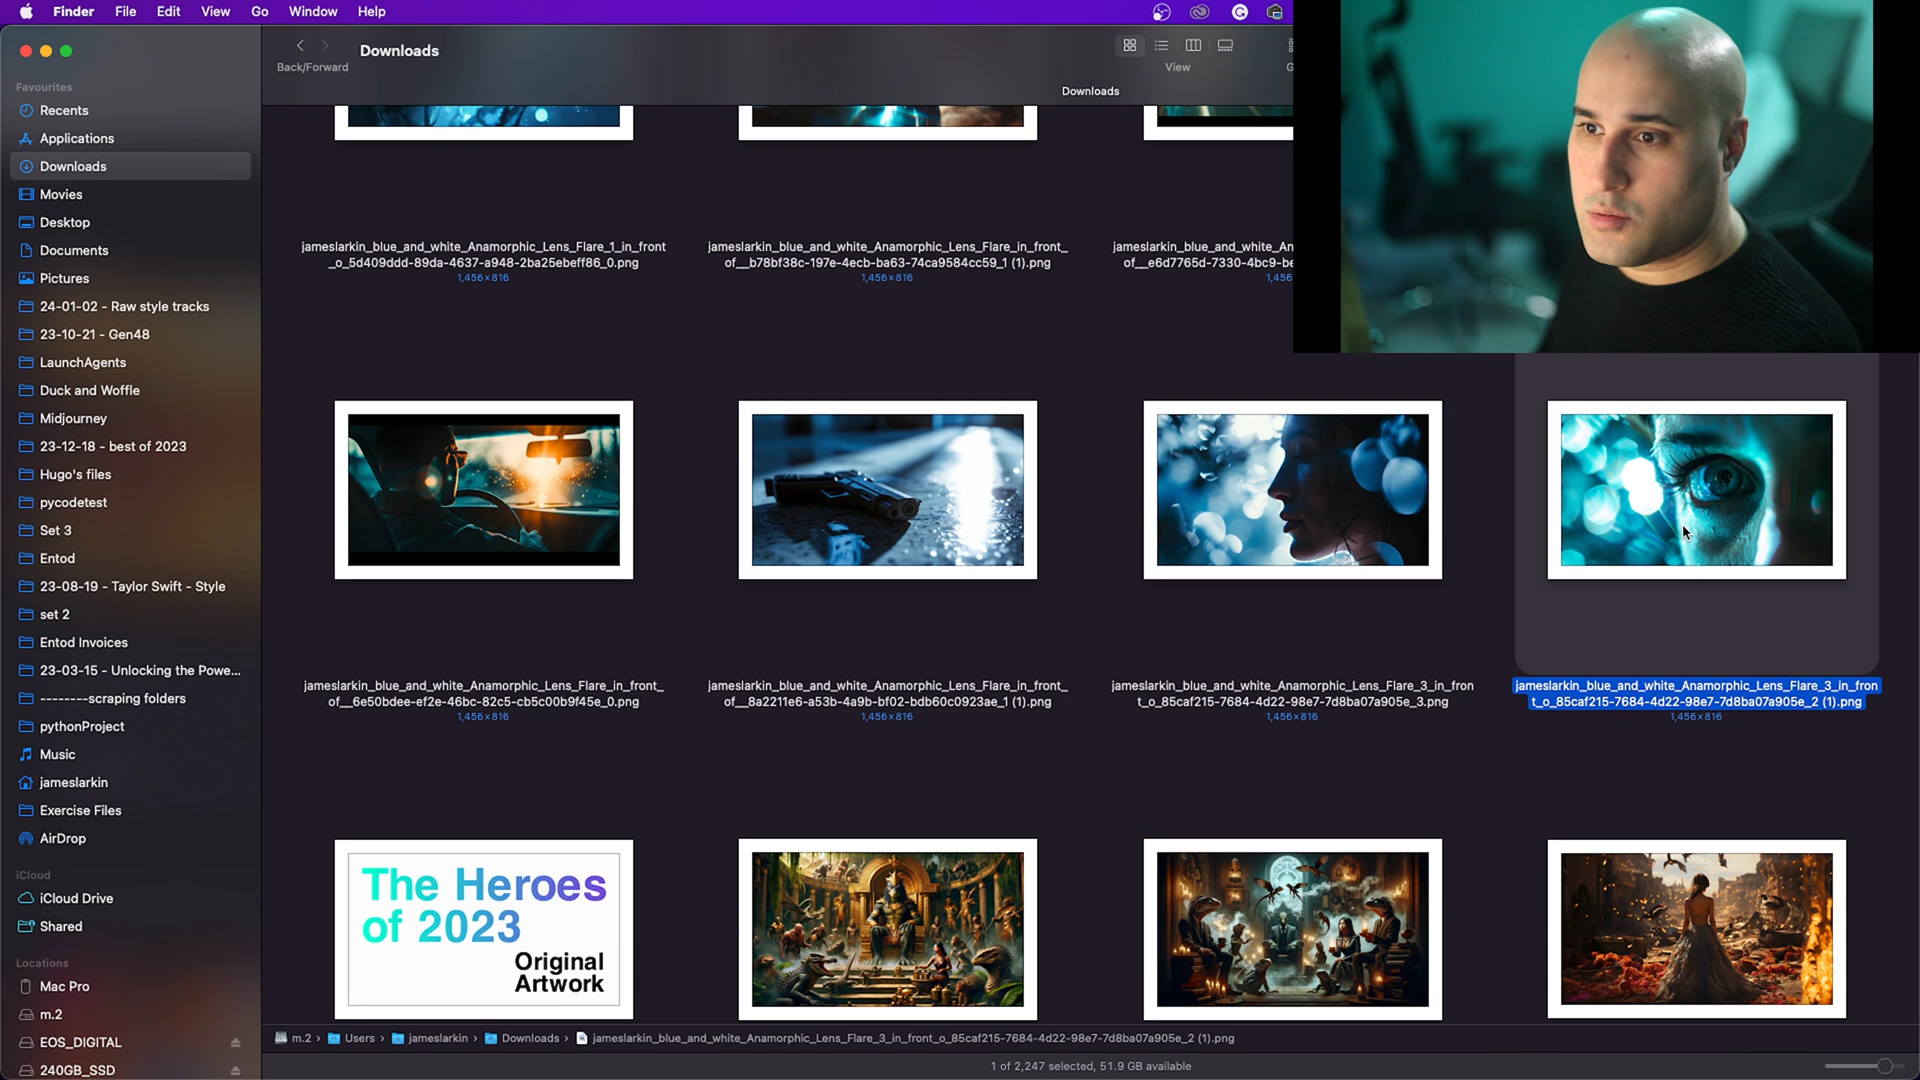 Finder File Edit View Go Window Help
Back/Forward
Downloads
View
Downloads
Favourites
Recents
Applications
Downloads
Movies
Desktop
Documents
Pictures
24-01-02 - Raw style tracks
23-10-21 - Gen48
LaunchAgents
Duck and Woffle
Midjourney
23-12-18 - best of 2023
Hugo's files
pycodetest
Set 3
Entod
23-08-19 - Taylor Swift - Style
set 2
Entod Invoices
23-03-15 - Unlocking the Powe...
--------scraping folders
pythonProject
Music
jameslarkin
Exercise Files
AirDrop
iCloud
iCloud Drive
Shared
Locations
Mac Pro
m.2
EOS_DIGITAL
240GB_SSD
jameslarkin_blue_and_white_Anamorphic_Lens_Flare_1_in_front
_o_5d409ddd-89da-4637-a948-2ba25ebeff86_0.png
1,456×816
jameslarkin_blue_and_white_Anamorphic_Lens_Flare_in_front_
of__b78bf38c-197e-4ecb-ba63-74ca9584cc59_1 (1).png
1,456×816
jameslarkin_blue_and_white_An
of__e6d7765d-7330-4bc9-be
1,456
jameslarkin_blue_and_white_Anamorphic_Lens_Flare_in_front_
of__6e50bdee-ef2e-46bc-82c5-cb5c00b9f45e_0.png
1,456×816
jameslarkin_blue_and_white_Anamorphic_Lens_Flare_in_front_
of__8a2211e6-a53b-4a9b-bf02-bdb60c0923ae_1 (1).png
1,456×816
jameslarkin_blue_and_white_Anamorphic_Lens_Flare_3_in_fron
t_o_85caf215-7684-4d22-98e7-7d8ba07a905e_3.png
1,456×816
jameslarkin_blue_and_white_Anamorphic_Lens_Flare_3_in_fron
t_o_85caf215-7684-4d22-98e7-7d8ba07a905e_2 (1).png
1,456×816
The Heroes
of 2023
Original
Artwork
m.2 › Users › jameslarkin › Downloads › jameslarkin_blue_and_white_Anamorphic_Lens_Flare_3_in_front_o_85caf215-7684-4d22-98e7-7d8ba07a905e_2 (1).png
1 of 2,247 selected, 51.9 GB available